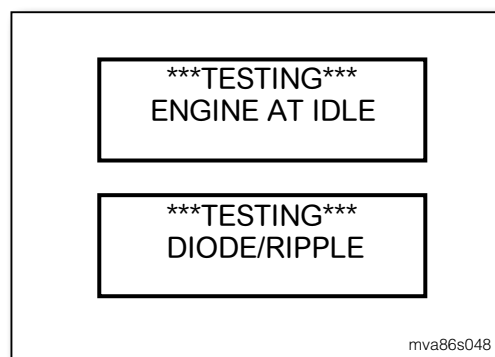 ***TESTING***
ENGINE AT IDLE
***TESTING***
DIODE/RIPPLE
mva86s048